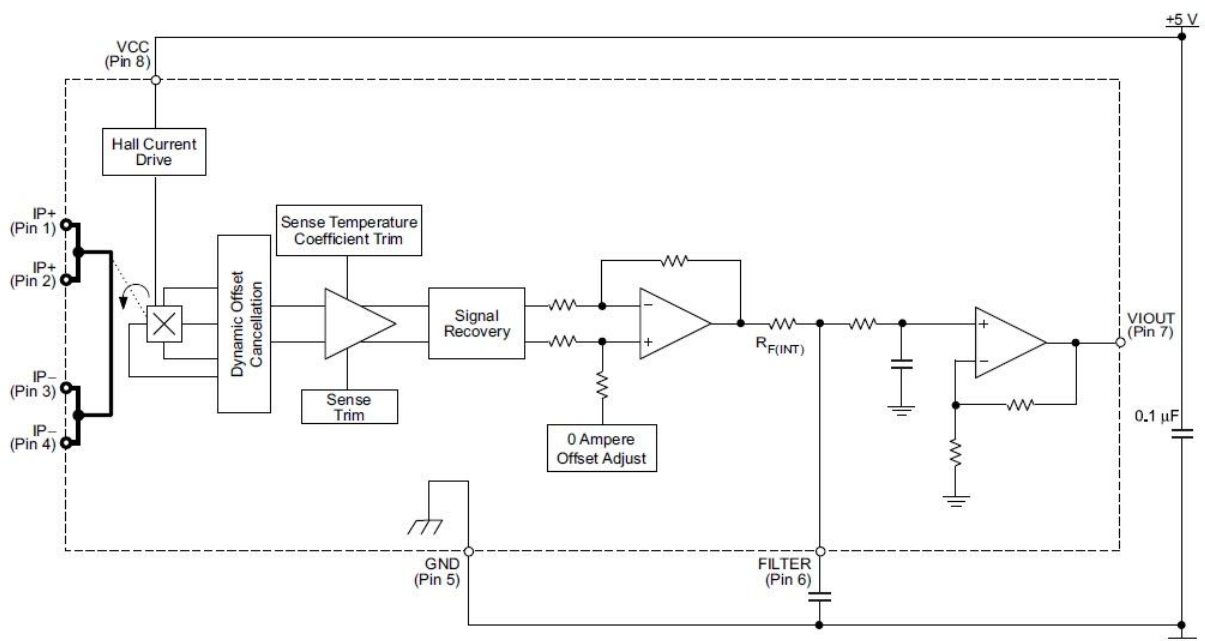 +5 V
VCC
(Pin 8)
Hall Current
Drive
IP+
(Pin 1)
IP+
(Pin 2)
IP−
(Pin 3)
IP−
(Pin 4)
Dynamic Offset
Cancellation
Sense Temperature
Coefficient Trim
Sense
Trim
Signal
Recovery
0 Ampere
Offset Adjust
−
+
RF(INT)
+
−
VIOUT
(Pin 7)
0.1 µF
GND
(Pin 5)
FILTER
(Pin 6)